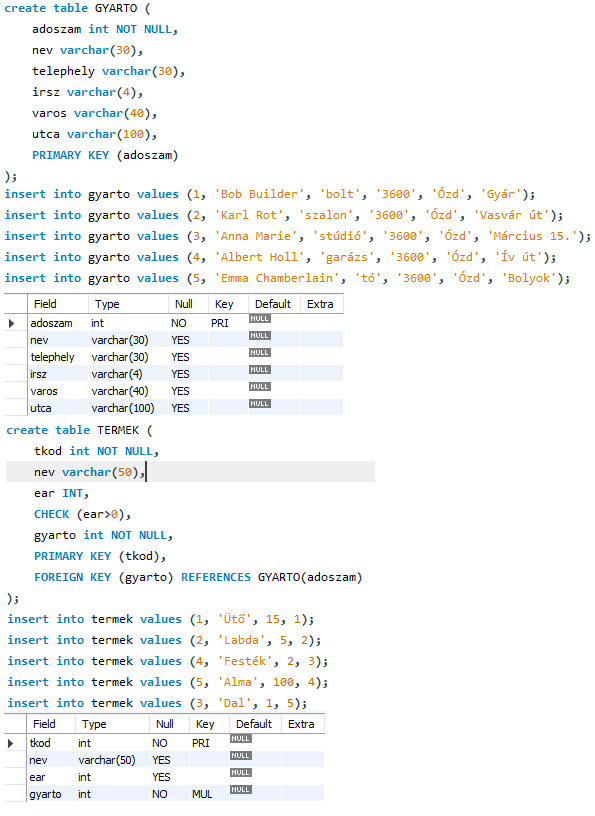 create table GYARTO (
adoszam int NOT NULL,
nev varchar(30),
telephely varchar(30),
irsz varchar(4),
varos varchar(40),
utca varchar(100),
PRIMARY KEY (adoszam)
);
insert into gyarto values (1, 'Bob Builder', 'bolt', '3600', 'Ózd', 'Gyár');
insert into gyarto values (2, 'Karl Rot', 'szalon', '3600', 'Ózd', 'Vasvár út');
insert into gyarto values (3, 'Anna Marie', 'stúdió', '3600', 'Ózd', 'Március 15.');
insert into gyarto values (4, 'Albert Holl', 'garázs', '3600', 'Ózd', 'Ív út');
insert into gyarto values (5, 'Emma Chamberlain', 'tó', '3600', 'Ózd', 'Bolyok');
Field Type Null Key Default Extra
adoszam int NO PRI NULL
nev varchar(30) YES NULL
telephely varchar(30) YES NULL
irsz varchar(4) YES NULL
varos varchar(40) YES NULL
utca varchar(100) YES NULL
create table TERMEK (
tkod int NOT NULL,
nev varchar(50),
ear INT,
CHECK (ear>0),
gyarto int NOT NULL,
PRIMARY KEY (tkod),
FOREIGN KEY (gyarto) REFERENCES GYARTO(adoszam)
);
insert into termek values (1, 'Ütő', 15, 1);
insert into termek values (2, 'Labda', 5, 2);
insert into termek values (4, 'Festék', 2, 3);
insert into termek values (5, 'Alma', 100, 4);
insert into termek values (3, 'Dal', 1, 5);
Field Type Null Key Default Extra
tkod int NO PRI NULL
nev varchar(50) YES NULL
ear int YES NULL
gyarto int NO MUL NULL